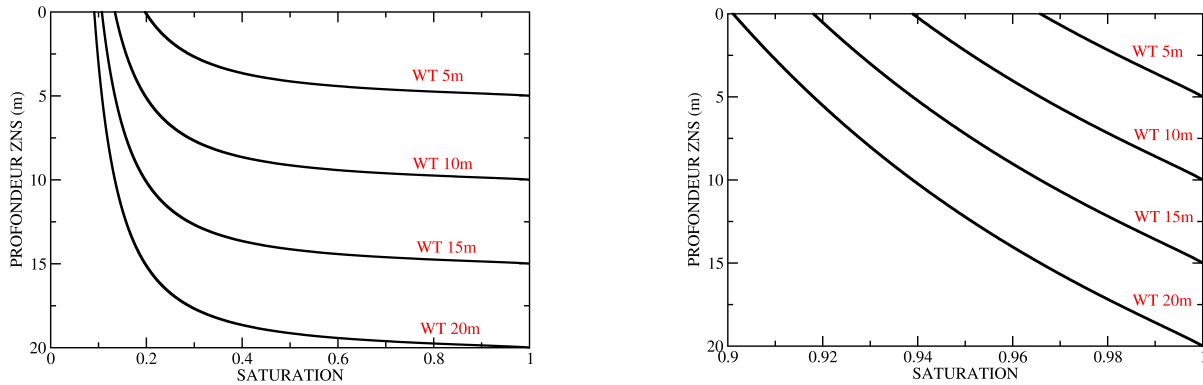 0
5
10
15
20
PROFONDEUR ZNS (m)
WT 5m
WT 10m
WT 15m
WT 20m
0 0.2 0.4 0.6 0.8 1
SATURATION
0
5
10
15
20
PROFONDEUR ZNS (m)
WT 5m
WT 10m
WT 15m
WT 20m
0.9 0.92 0.94 0.96 0.98 1
SATURATION